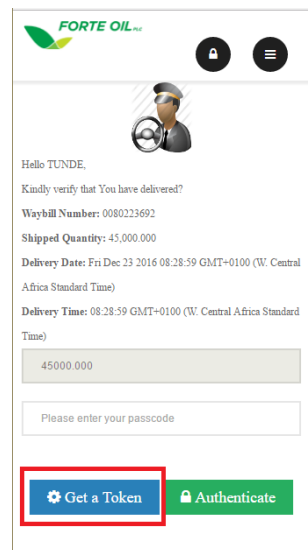 FORTE OIL PLC
Hello TUNDE,
Kindly verify that You have delivered?
Waybill Number: 0080223692
Shipped Quantity: 45,000.000
Delivery Date: Fri Dec 23 2016 08:28:59 GMT+0100 (W. Central
Africa Standard Time)
Delivery Time: 08:28:59 GMT+0100 (W. Central Africa Standard
Time)
45000.000
Please enter your passcode
Get a Token
Authenticate